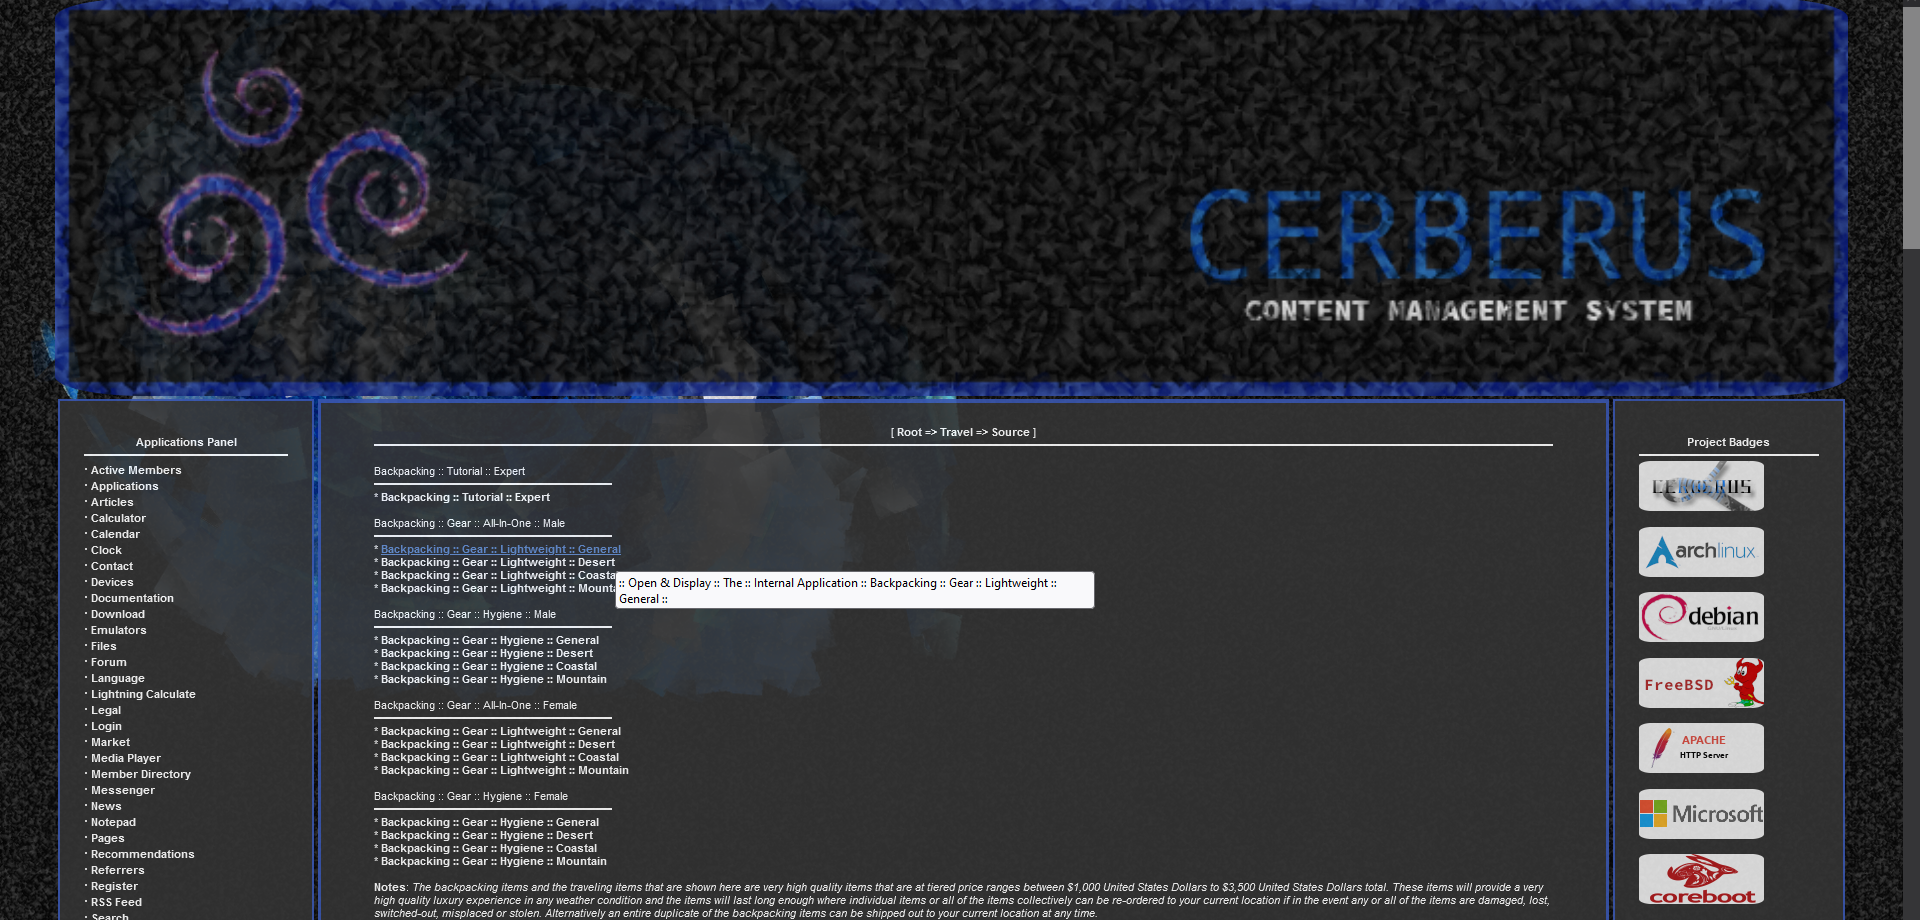 CERBERUS
CONTENT MANAGEMENT SYSTEM
Applications Panel
· Active Members
· Applications
· Articles
· Calculator
· Calendar
· Clock
· Contact
· Devices
· Documentation
· Download
· Emulators
· Files
· Forum
· Language
· Lightning Calculate
· Legal
· Login
· Market
· Media Player
· Member Directory
· Messenger
· News
· Notepad
· Pages
· Recommendations
· Referrers
· Register
· RSS Feed
· Search
[ Root => Travel => Source ]
Backpacking :: Tutorial :: Expert
* Backpacking :: Tutorial :: Expert
Backpacking :: Gear :: All-In-One :: Male
* Backpacking :: Gear :: Lightweight :: General
* Backpacking :: Gear :: Lightweight :: Desert
* Backpacking :: Gear :: Lightweight :: Coasta
* Backpacking :: Gear :: Lightweight :: Mounta
:: Open & Display :: The :: Internal Application :: Backpacking :: Gear :: Lightweight ::
General ::
Backpacking :: Gear :: Hygiene :: Male
* Backpacking :: Gear :: Hygiene :: General
* Backpacking :: Gear :: Hygiene :: Desert
* Backpacking :: Gear :: Hygiene :: Coastal
* Backpacking :: Gear :: Hygiene :: Mountain
Backpacking :: Gear :: All-In-One :: Female
* Backpacking :: Gear :: Lightweight :: General
* Backpacking :: Gear :: Lightweight :: Desert
* Backpacking :: Gear :: Lightweight :: Coastal
* Backpacking :: Gear :: Lightweight :: Mountain
Backpacking :: Gear :: Hygiene :: Female
* Backpacking :: Gear :: Hygiene :: General
* Backpacking :: Gear :: Hygiene :: Desert
* Backpacking :: Gear :: Hygiene :: Coastal
* Backpacking :: Gear :: Hygiene :: Mountain
Notes: The backpacking items and the traveling items that are shown here are very high quality items that are at tiered price ranges between $1,000 United States Dollars to $3,500 United States Dollars total. These items will provide a very
high quality luxury experience in any weather condition and the items will last long enough where individual items or all of the items collectively can be re-ordered to your current location if in the event any or all of the items are damaged, lost,
switched-out, misplaced or stolen. Alternatively an entire duplicate of the backpacking items can be shipped out to your current location at any time.
Project Badges
CERBERUS
archlinux
debian
FreeBSD
APACHE
HTTP Server
Microsoft
coreboot